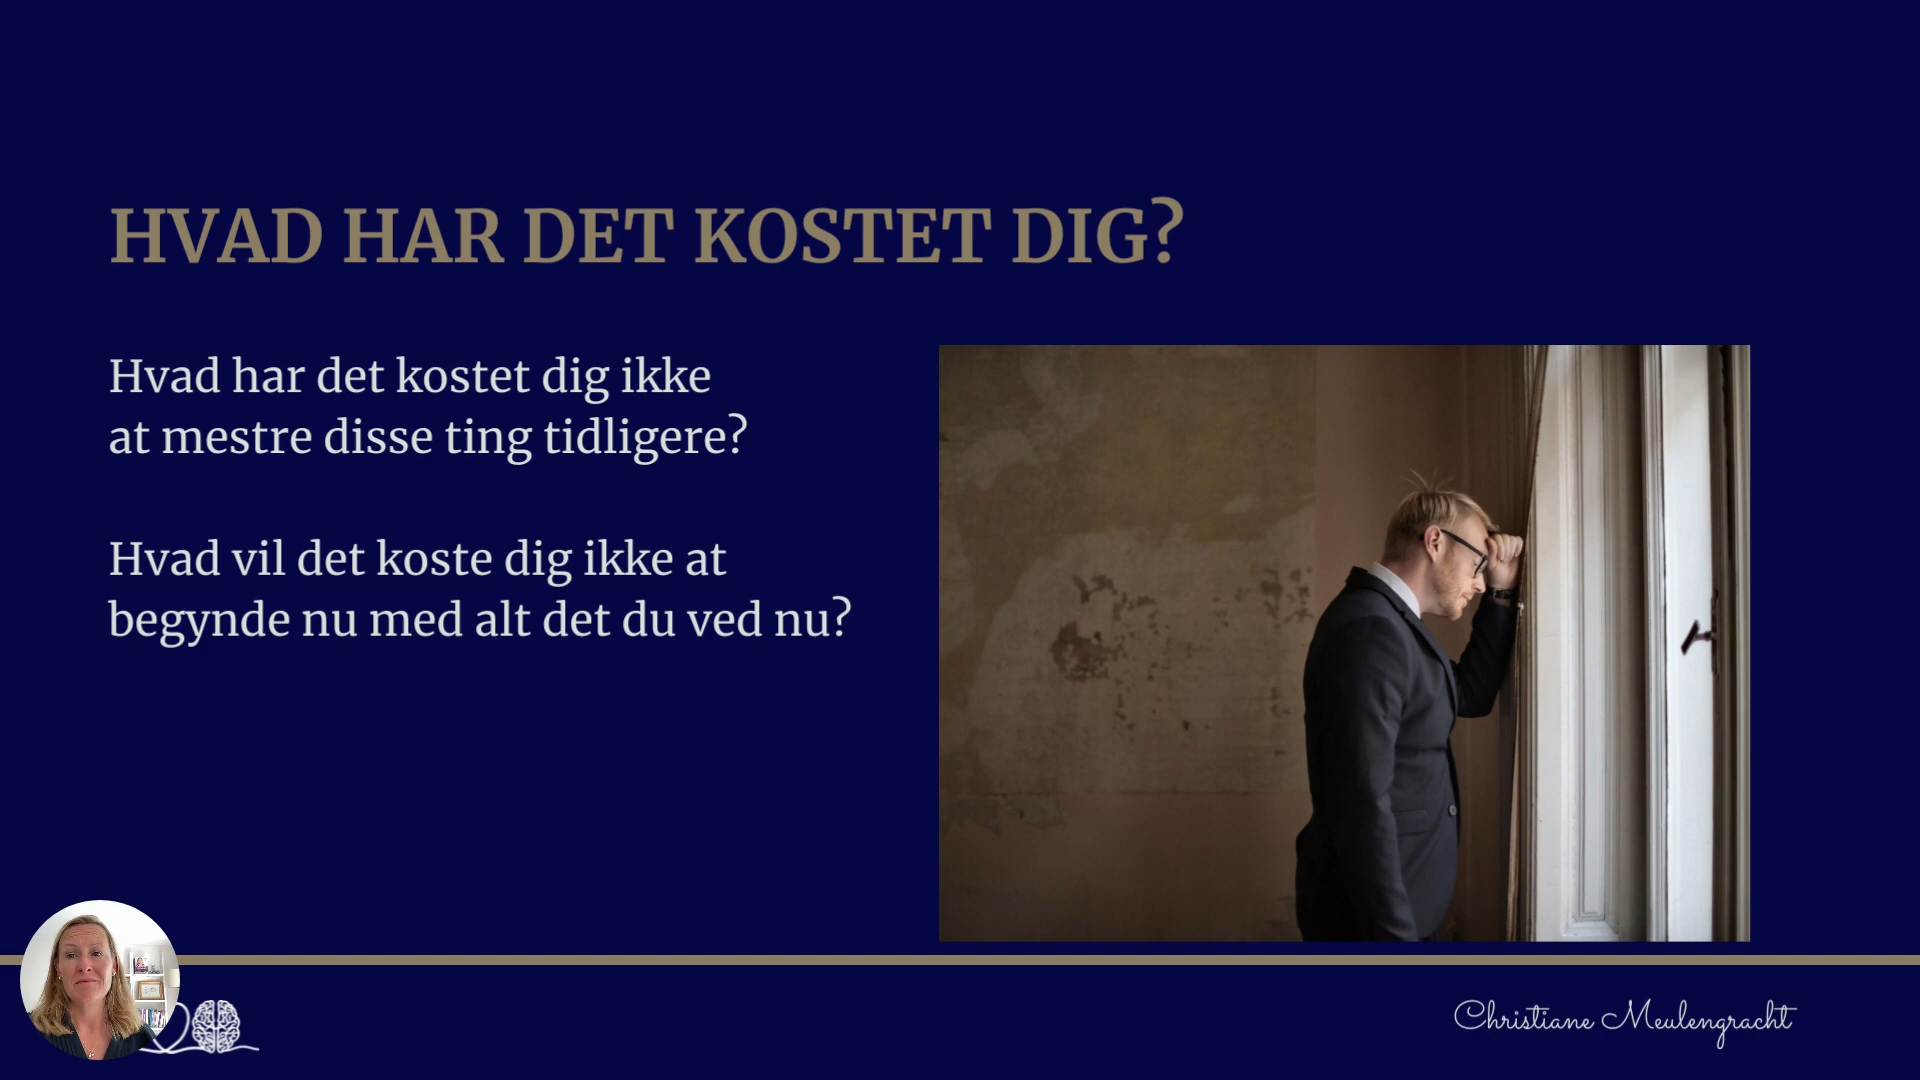 HVAD HAR DET KOSTET DIG?
Hvad har det kostet dig ikke
at mestre disse ting tidligere?
Hvad vil det koste dig ikke at
begynde nu med alt det du ved nu?
Christiane Meulengracht